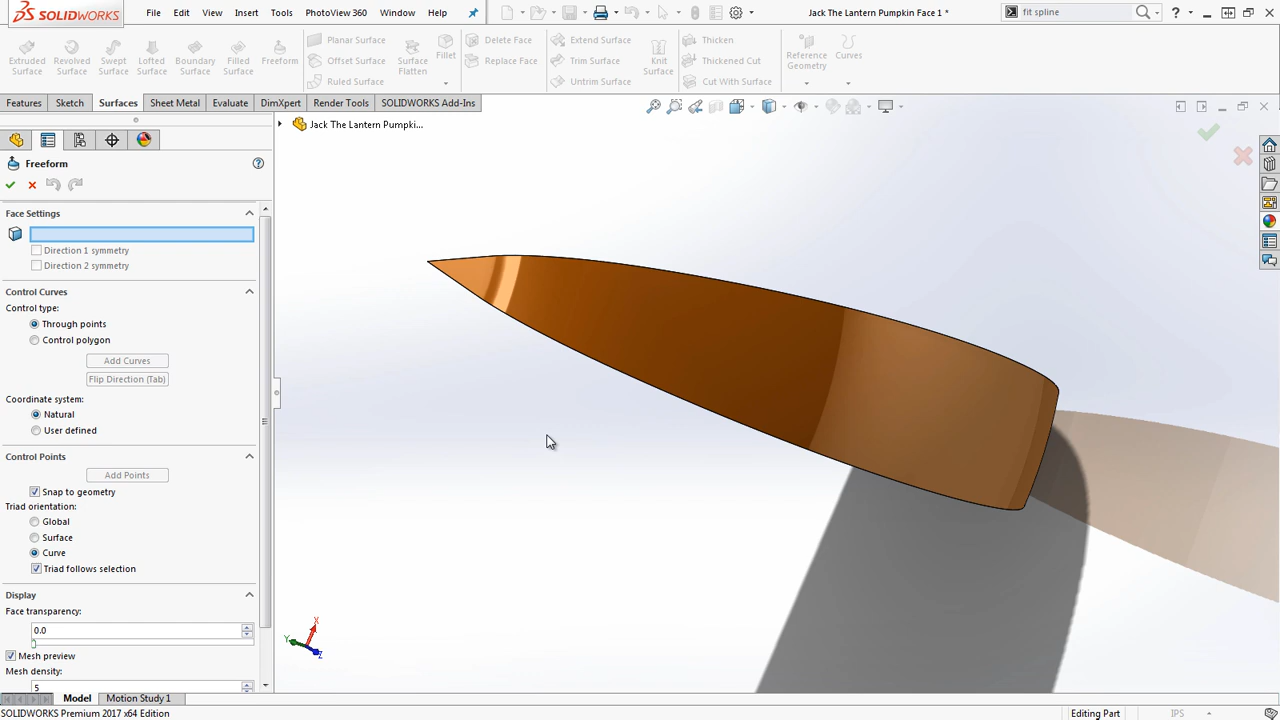 SOLIDWORKS File Edit View Insert Tools PhotoView 360 Window Help Jack The Lantern Pumpkin Face 1 * fit spline
Extruded Surface Revolved Surface Swept Surface Lofted Surface Boundary Surface Filled Surface Freeform
Planar Surface
Offset Surface
Ruled Surface
Surface Flatten
Fillet
Delete Face
Replace Face
Extend Surface
Trim Surface
Untrim Surface
Knit Surface
Thicken
Thickened Cut
Cut With Surface
Reference Geometry
Curves
Features Sketch Surfaces Sheet Metal Evaluate DimXpert Render Tools SOLIDWORKS Add-Ins
Jack The Lantern Pumpki...
Freeform
Face Settings
Direction 1 symmetry
Direction 2 symmetry
Control Curves
Control type:
Through points
Control polygon
Add Curves
Flip Direction (Tab)
Coordinate system:
Natural
User defined
Control Points
Add Points
Snap to geometry
Triad orientation:
Global
Surface
Curve
Triad follows selection
Display
Face transparency:
0.0
Mesh preview
Mesh density:
5
X
Y
Z
Model Motion Study 1
SOLIDWORKS Premium 2017 x64 Edition Editing Part IPS